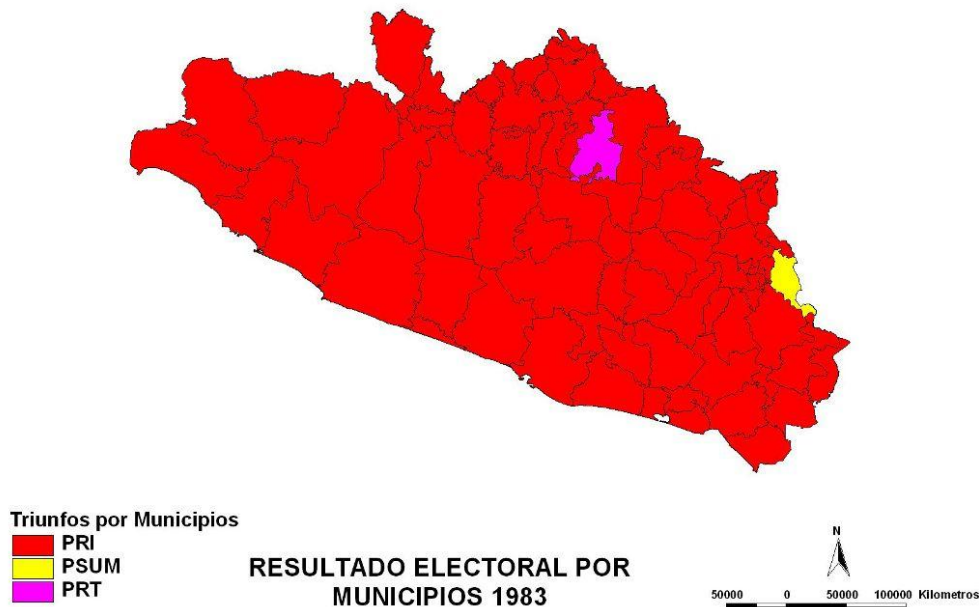 Triunfos por Municipios
PRI
PSUM
PRT
RESULTADO ELECTORAL POR
MUNICIPIOS 1983
N
50000 0 50000 100000 Kilometros